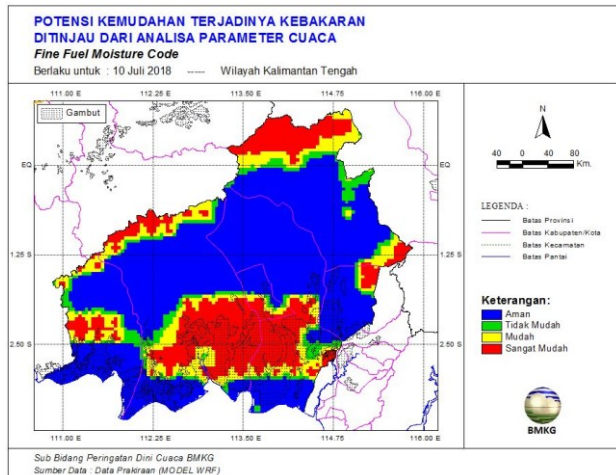 POTENSI KEMUDAHAN TERJADINYA KEBAKARAN
DITINJAU DARI ANALISA PARAMETER CUACA
Fine Fuel Moisture Code
Berlaku untuk : 10 Juli 2018 ----- Wilayah Kalimantan Tengah
111.00 E 112.25 E 113.50 E 114.75 116.00 E
Gambut
EQ EQ
1.25 S 1.25 S
2.50 S 2.50 S
111.00 E 112.25 E 113.50 E 114.75 116.00 E
N
40 0 40 80
Km.
LEGENDA :
Batas Provinsi
Batas Kabupaten/Kota
Batas Kecamatan
Batas Pantai
Keterangan:
Aman
Tidak Mudah
Mudah
Sangat Mudah
BMKG
Sub Bidang Peringatan Dini Cuaca BMKG
Sumber Data : Data Prakiraan (MODEL WRF)